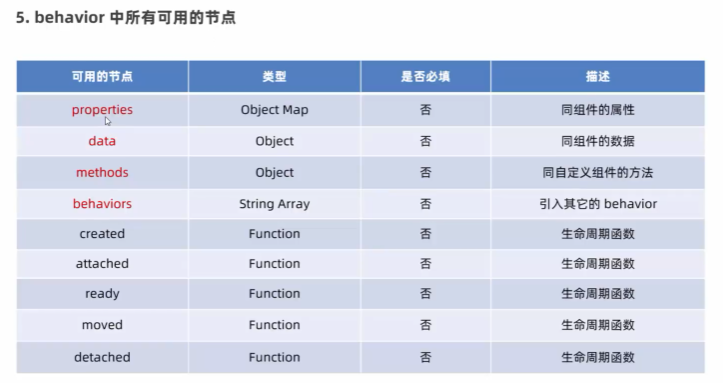 5. behavior 中所有可用的节点
可用的节点 类型 是否必填 描述
properties Object Map 否 同组件的属性
data Object 否 同组件的数据
methods Object 否 同自定义组件的方法
behaviors String Array 否 引入其它的 behavior
created Function 否 生命周期函数
attached Function 否 生命周期函数
ready Function 否 生命周期函数
moved Function 否 生命周期函数
detached Function 否 生命周期函数